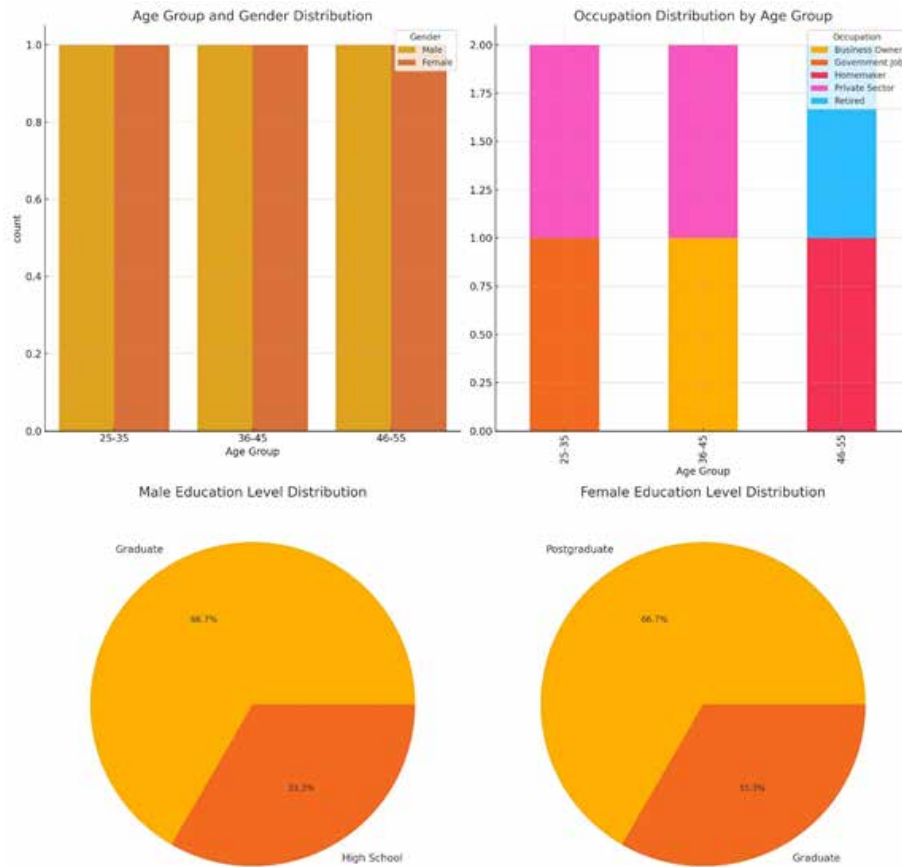 Age Group and Gender Distribution
Gender
Male
Female
1.0
0.8
0.6
0.4
0.2
0.0
count
25-35
36-45
46-55
Age Group
Occupation Distribution by Age Group
Occupation
Business Owner
Government Job
Homemaker
Private Sector
Retired
2.00
1.75
1.50
1.25
1.00
0.75
0.50
0.25
0.00
25-35
36-45
46-55
Age Group
Male Education Level Distribution
Graduate
66.7%
33.3%
High School
Female Education Level Distribution
Postgraduate
66.7%
33.3%
Graduate